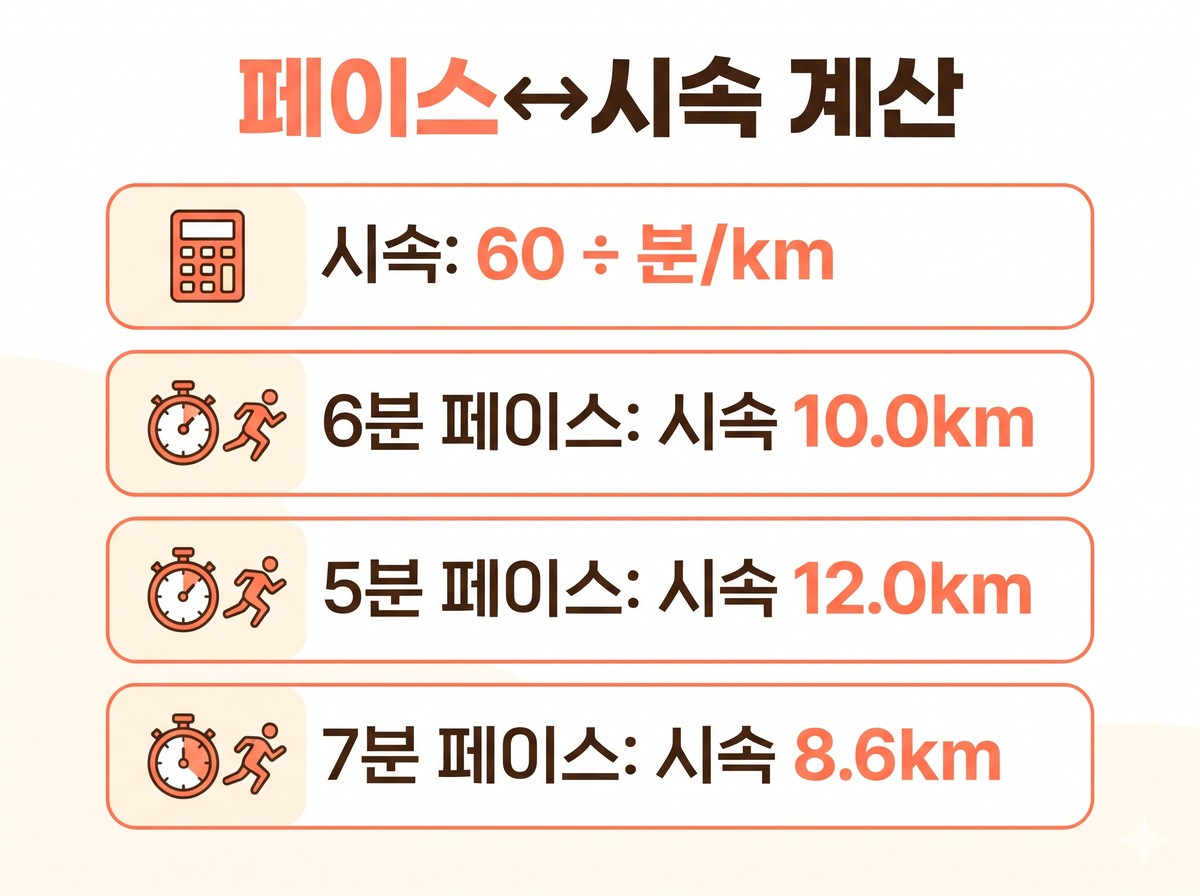 페이스↔시속 계산
시속: 60 ÷ 분/km
6분 페이스: 시속 10.0km
5분 페이스: 시속 12.0km
7분 페이스: 시속 8.6km